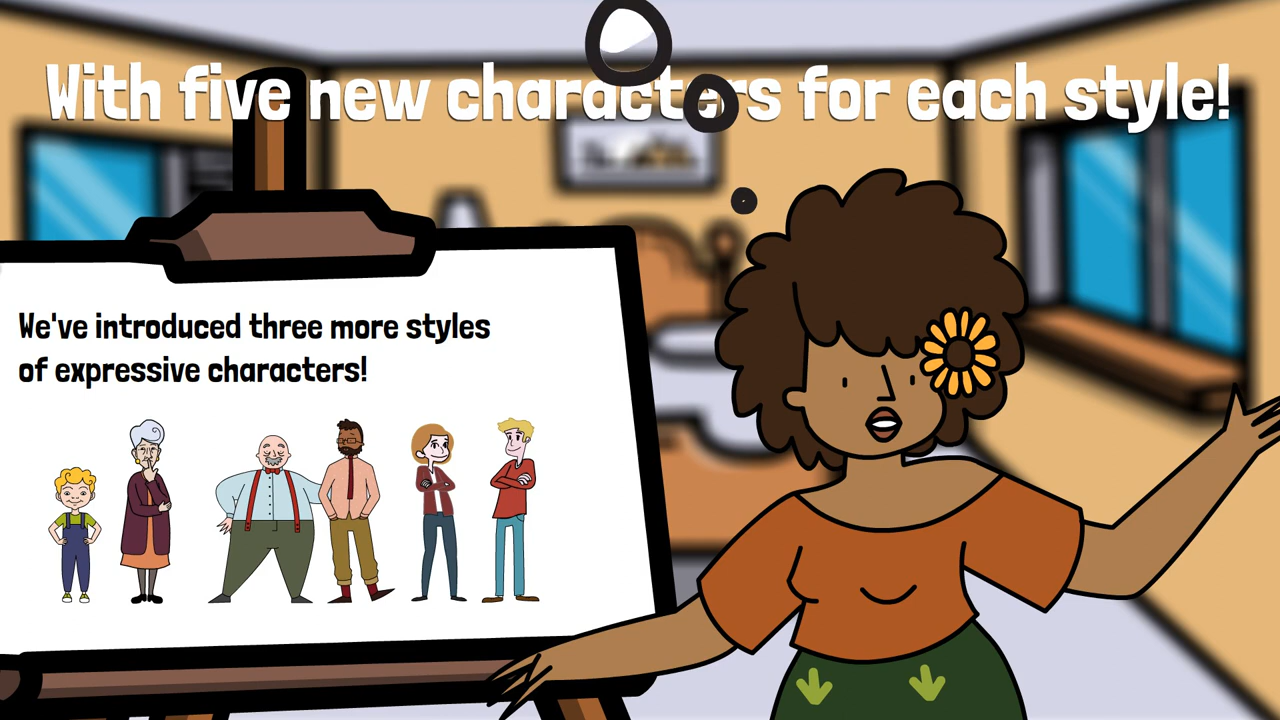 With five new characters for each style!
We've introduced three more styles
of expressive characters!